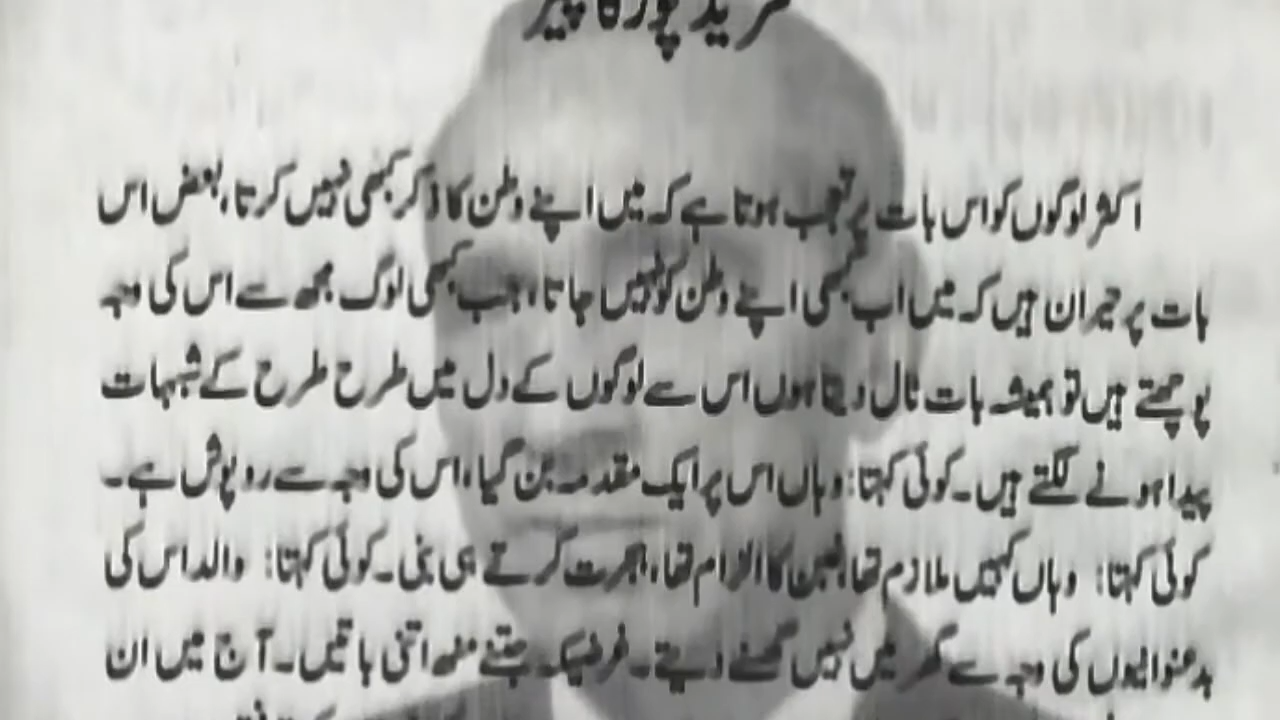 مرید پور کا پیر
اکثر لوگوں کو اس بات پر تعجب ہوتا ہے کہ میں اپنے وطن کا ذکر کبھی نہیں کرتا، بعض اس
بات پر حیران ہیں کہ میں اب کبھی اپنے وطن کو نہیں جاتا، جب کبھی لوگ مجھ سے اس کی وجہ
پوچھتے ہیں تو ہمیشہ بات ٹال دیتا ہوں اس سے لوگوں کے دل میں طرح طرح کے شبہات
پیدا ہونے لگتے ہیں۔ کوئی کہتا: وہاں اس پر ایک مقدمہ بن گیا، اس کی وجہ سے روپوش ہے۔
کوئی کہتا: وہاں کہیں ملازم تھا، غبن کا الزام تھا، ہجرت کرتے ہی بنی۔ کوئی کہتا: والد اس کی
بدعنوانیوں کی وجہ سے گھر میں نہیں گھسنے دیتے۔ غرضیکہ جتنے منھ اتنی باتیں۔ آج میں ان